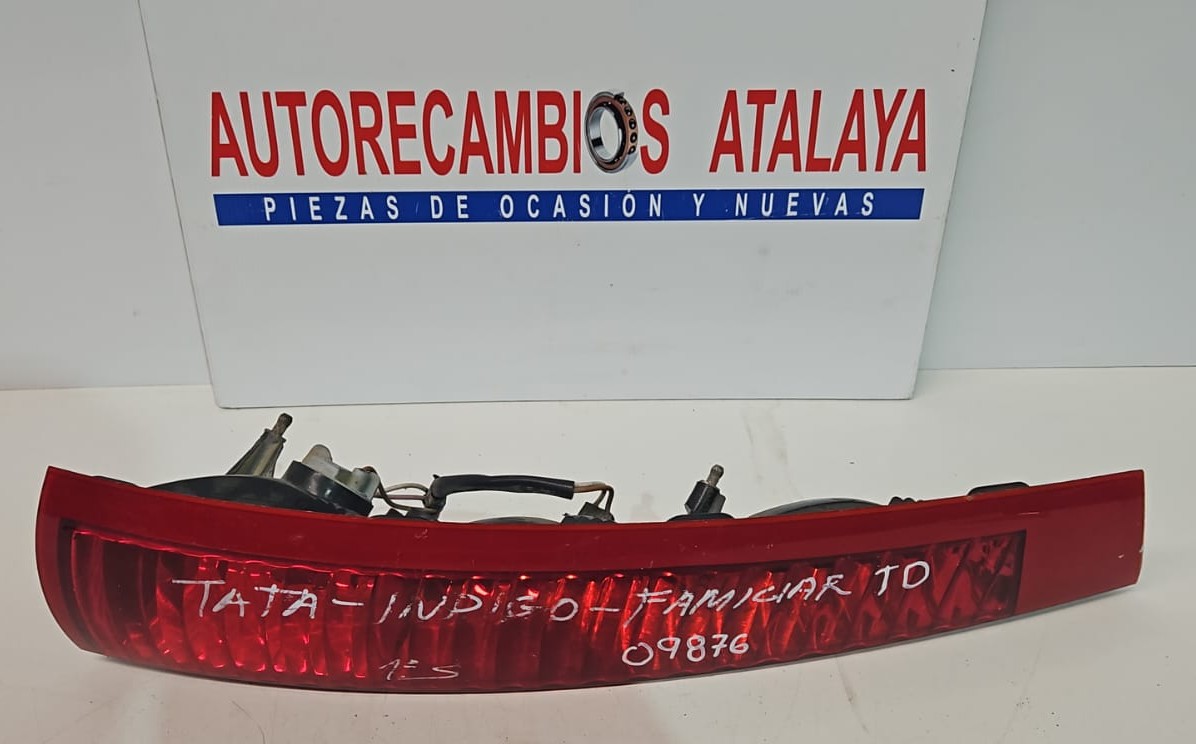 AUTORECAMBIOS ATALAYA
PIEZAS DE OCASIÓN Y NUEVAS
TATA-INDIGO-FAMILIAR TD
09876